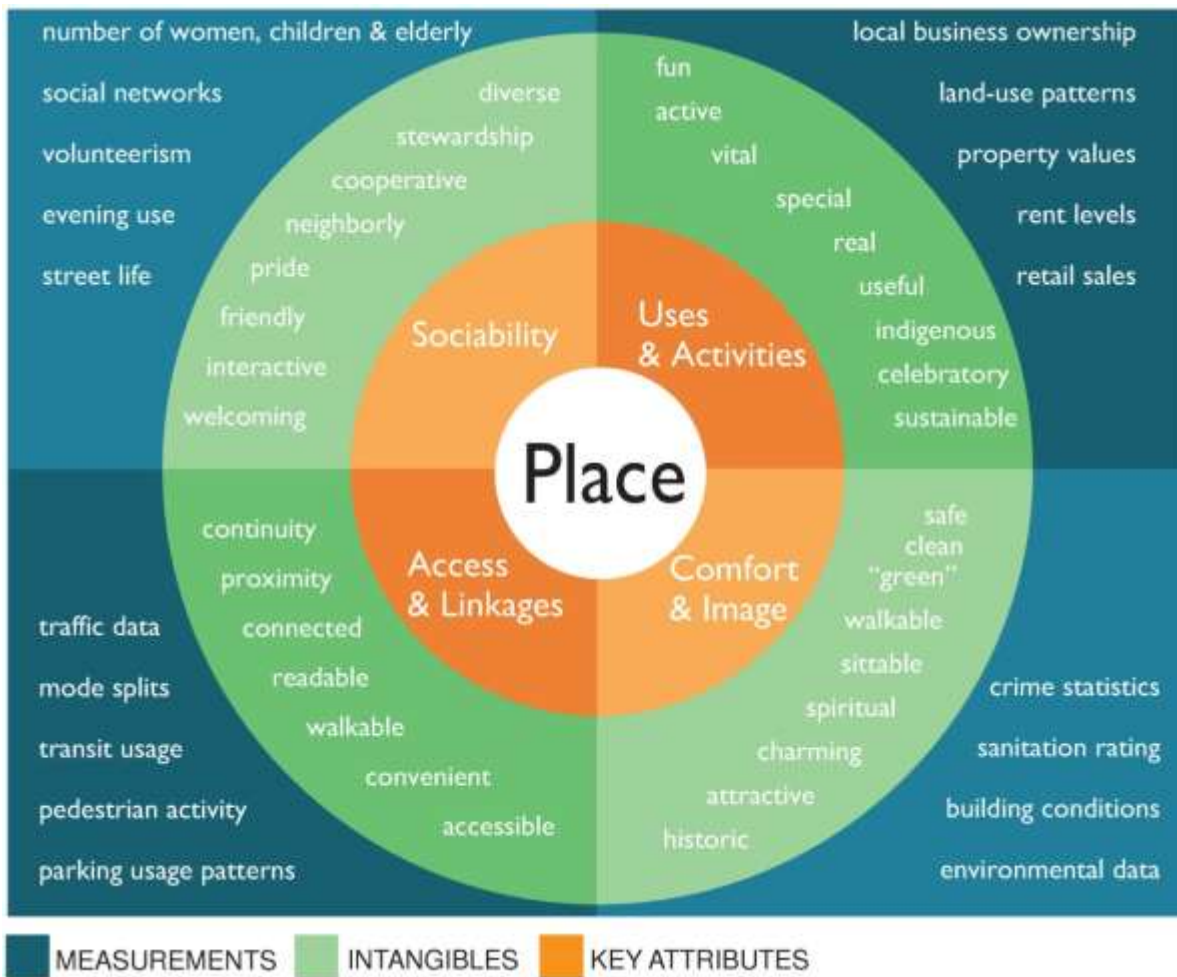 number of women, children & elderly
social networks
volunteerism
evening use
street life
diverse
stewardship
cooperative
neighborly
pride
friendly
interactive
welcoming
Sociability
fun
active
vital
special
real
useful
indigenous
celebratory
sustainable
Uses
& Activities
local business ownership
land-use patterns
property values
rent levels
retail sales
Place
continuity
proximity
connected
readable
walkable
convenient
accessible
Access
& Linkages
traffic data
mode splits
transit usage
pedestrian activity
parking usage patterns
Comfort
& Image
safe
clean
“green”
walkable
sittable
spiritual
charming
attractive
historic
crime statistics
sanitation rating
building conditions
environmental data
MEASUREMENTS INTANGIBLES KEY ATTRIBUTES